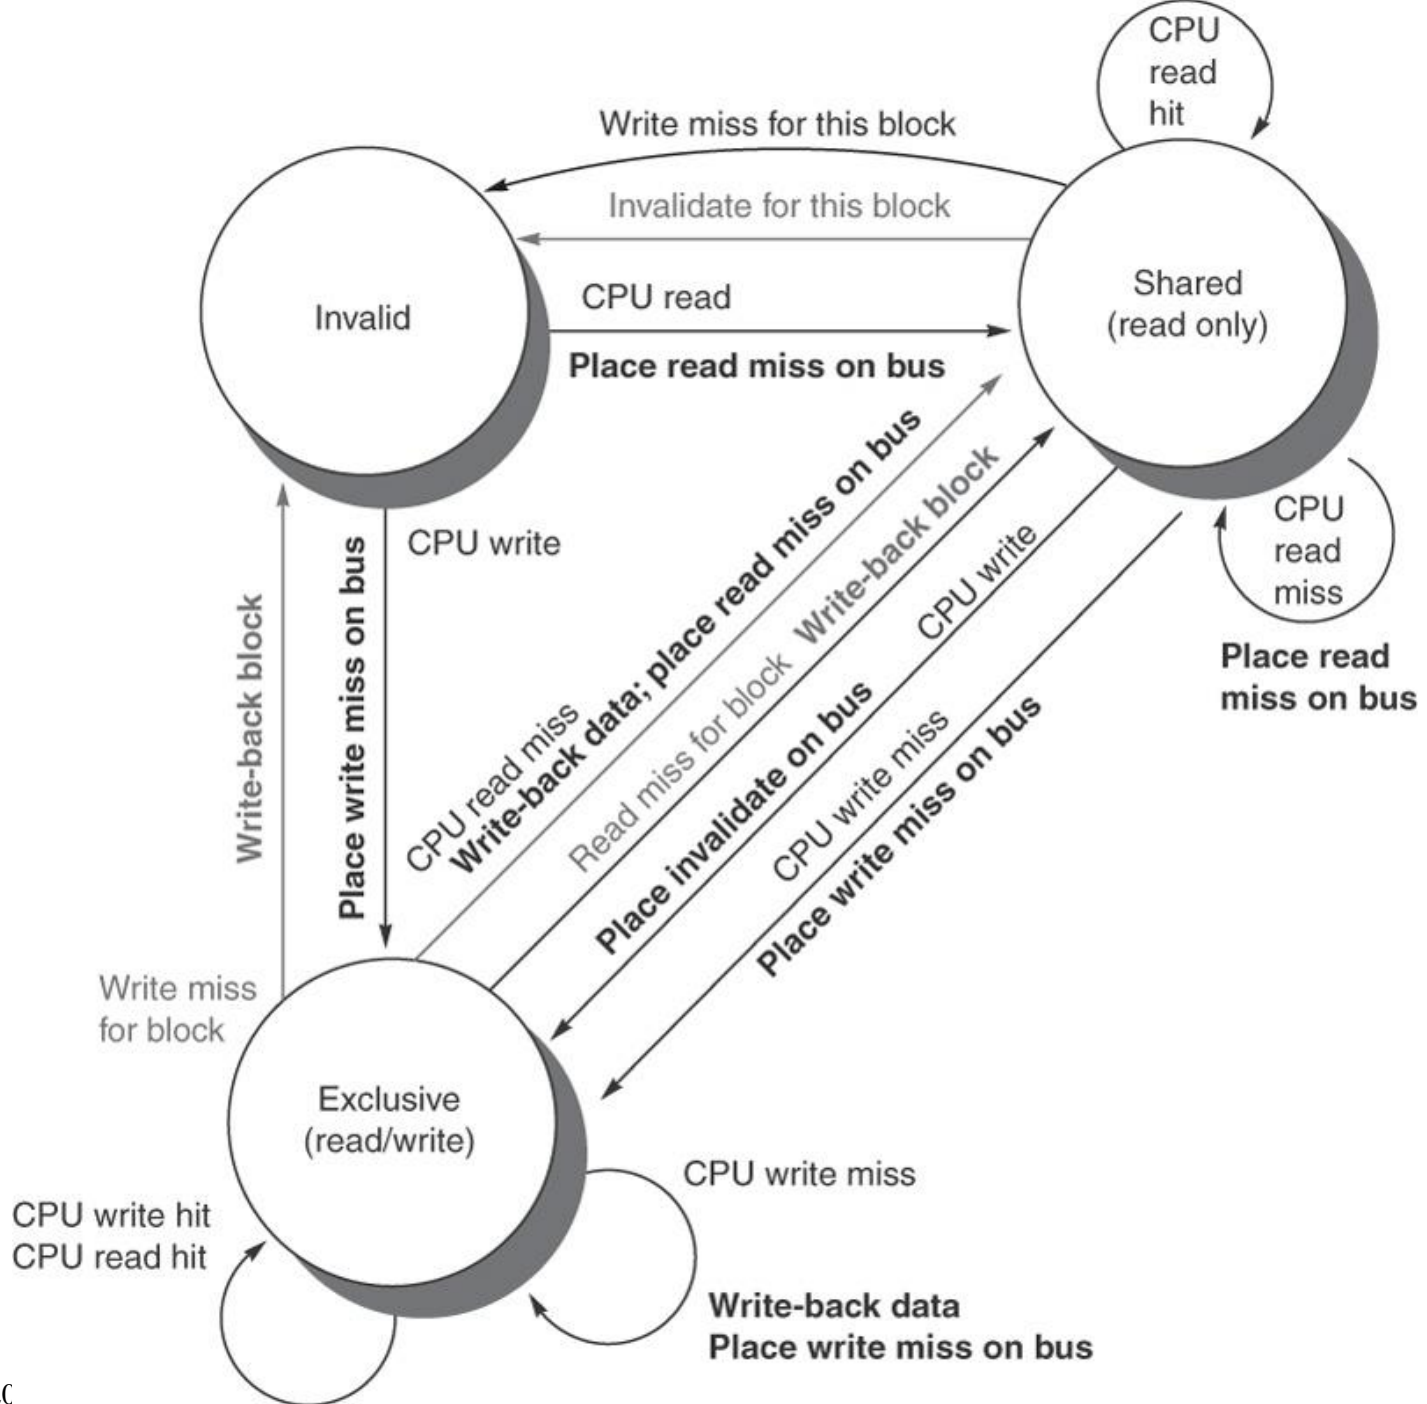 CPU
read
hit
Write miss for this block
Invalidate for this block
CPU read
Place read miss on bus
Invalid
Shared
(read only)
CPU
read
miss
Place read
miss on bus
CPU write
Place write miss on bus
Write-back block
Write miss
for block
CPU read miss
Write-back data; place read miss on bus
Read miss for block Write-back block
CPU write
Place invalidate on bus
CPU write miss
Place write miss on bus
Exclusive
(read/write)
CPU write hit
CPU read hit
CPU write miss
Write-back data
Place write miss on bus